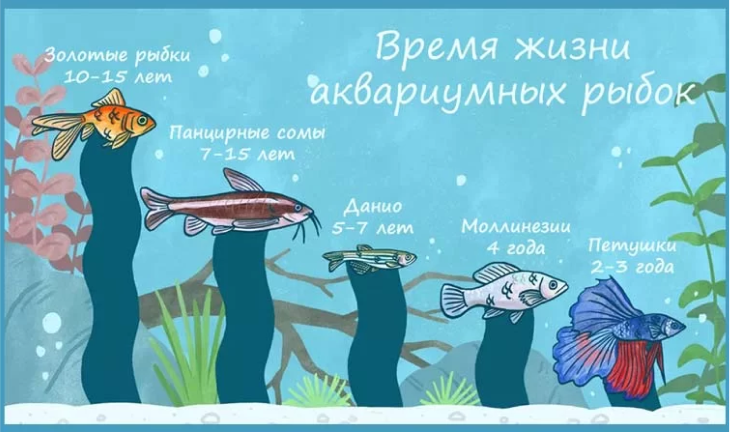 Время жизни
аквариумных рыбок
Золотые рыбки
10-15 лет
Панцирные сомы
7-15 лет
Данио
5-7 лет
Моллинезии
4 года
Петушки
2-3 года